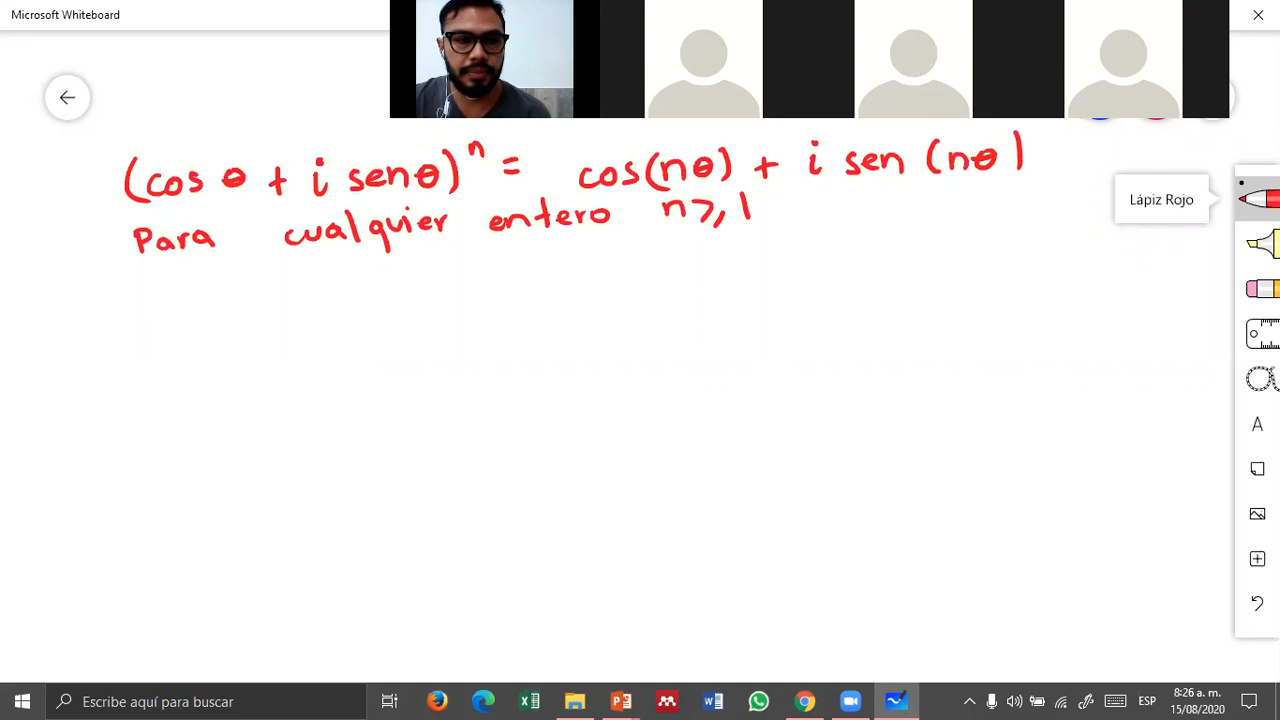 Microsoft Whiteboard
(cos θ + i senθ)ⁿ = cos(nθ) + i sen (nθ)
Para cualquier entero n ≥ 1
Lápiz Rojo
A
Escribe aquí para buscar
ESP
8:26 a. m.
15/08/2020